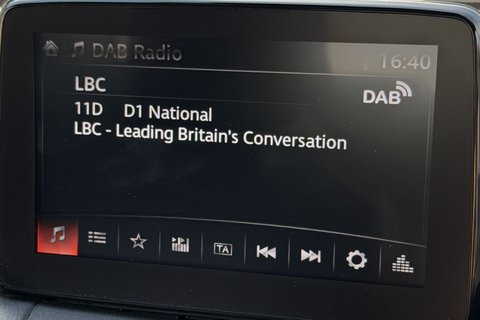 DAB Radio 16:40
LBC
DAB
11D D1 National
LBC - Leading Britain's Conversation
TA